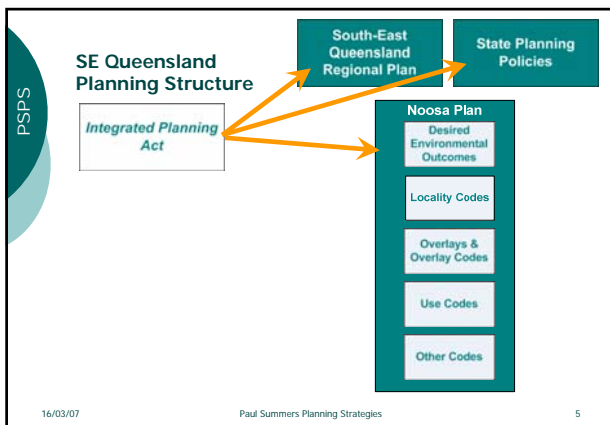 PSPS
SE Queensland
Planning Structure
Integrated Planning
Act
South-East
Queensland
Regional Plan
State Planning
Policies
Noosa Plan
Desired
Environmental
Outcomes
Locality Codes
Overlays &
Overlay Codes
Use Codes
Other Codes
16/03/07
Paul Summers Planning Strategies
5